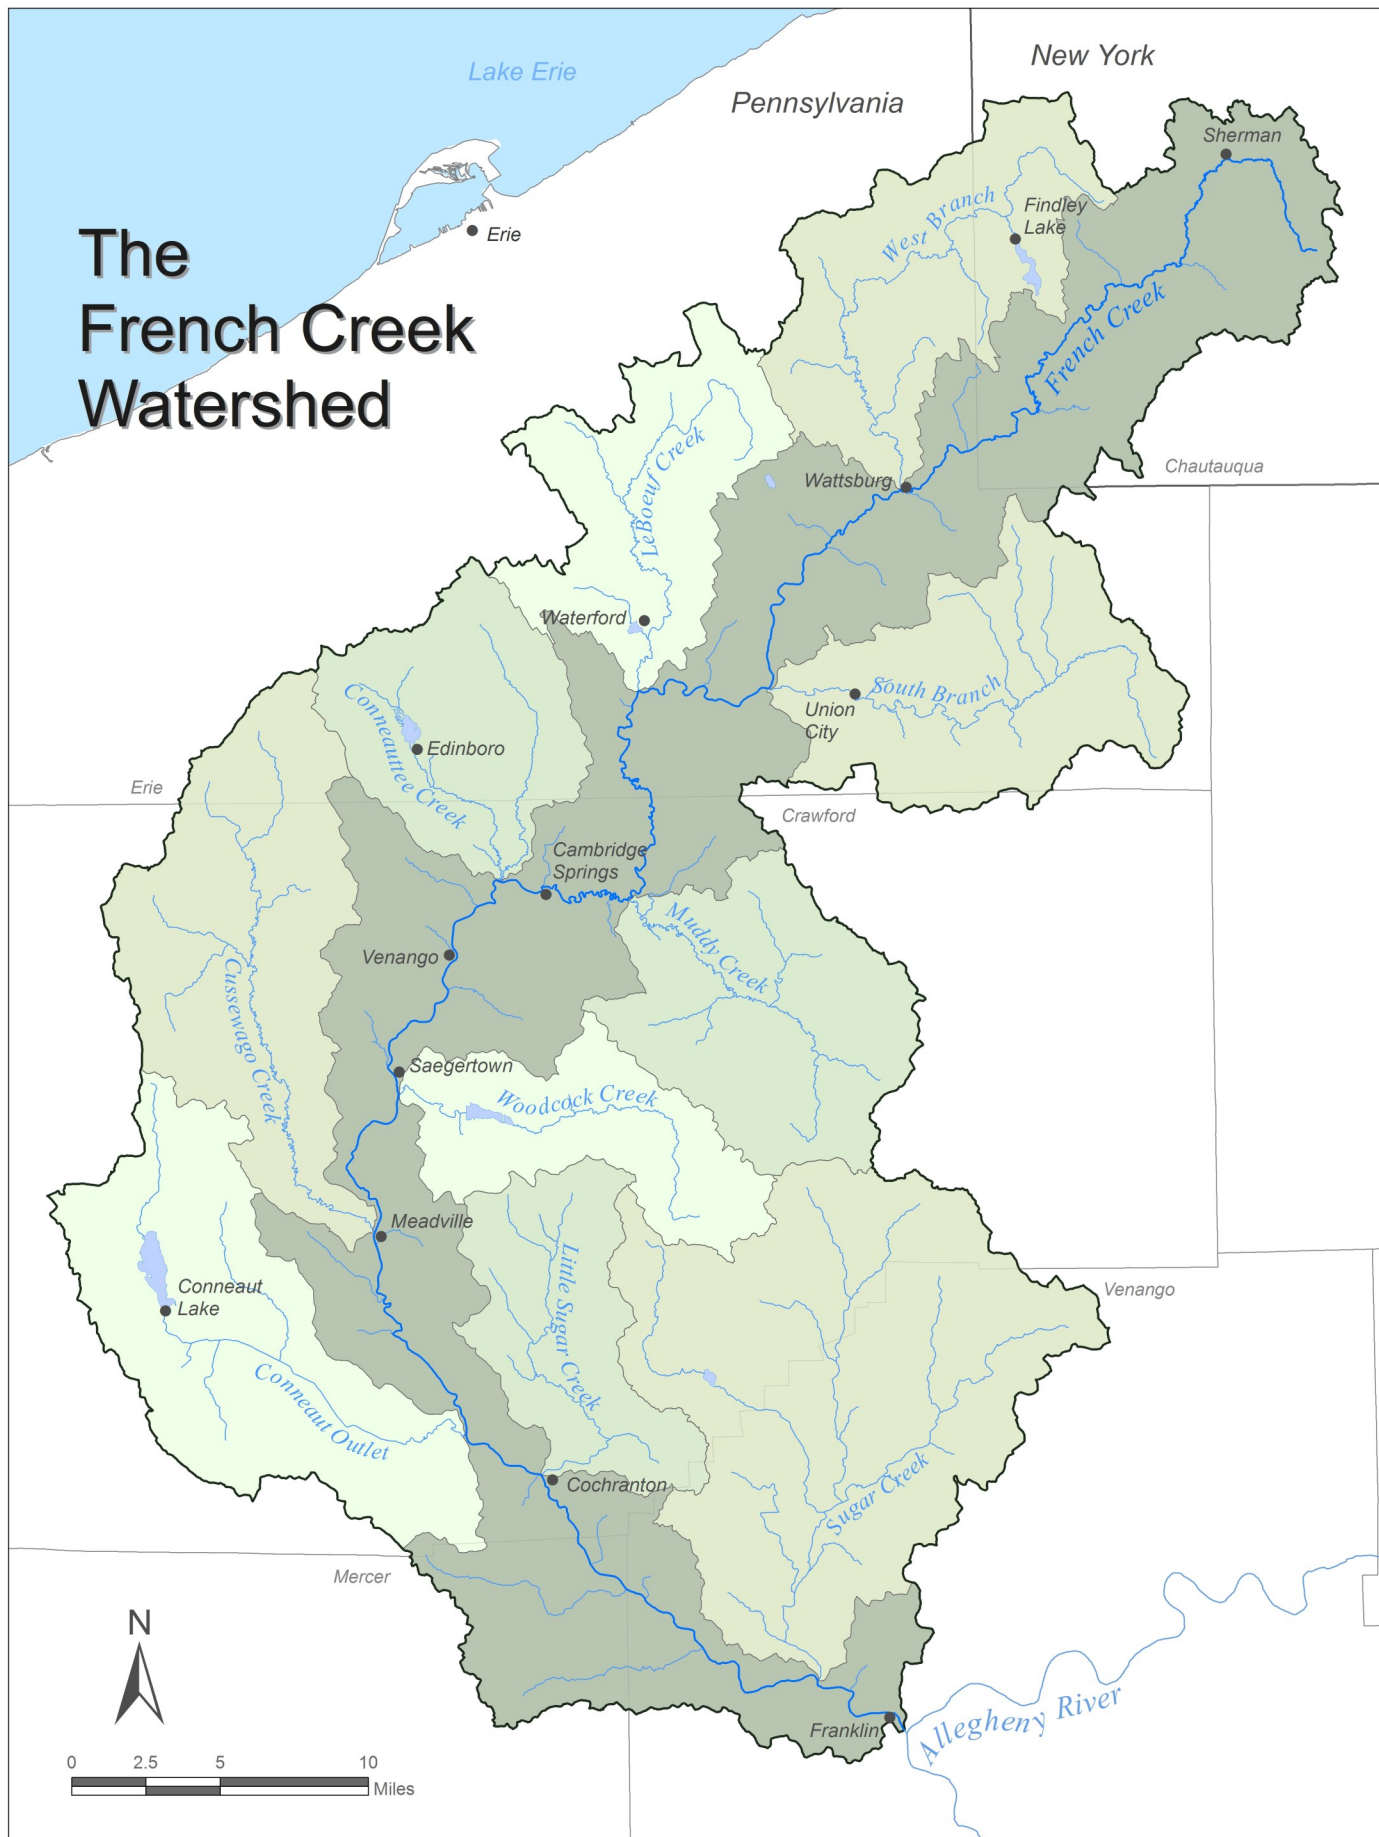 Lake Erie
New York
Pennsylvania
Sherman
Erie
The
French Creek
Watershed
West Branch
Findley
Lake
French Creek
LeBoeuf Creek
Wattsburg
Chautauqua
Waterford
South Branch
Union
City
Conneauttee Creek
Edinboro
Erie
Crawford
Cambridge
Springs
Muddy Creek
Venango
Cussewago Creek
Saegertown
Woodcock Creek
Meadville
Little Sugar Creek
Conneaut
Lake
Venango
Conneaut Outlet
Sugar Creek
Cochranton
Mercer
N
Allegheny River
Franklin
0 2.5 5 10
Miles